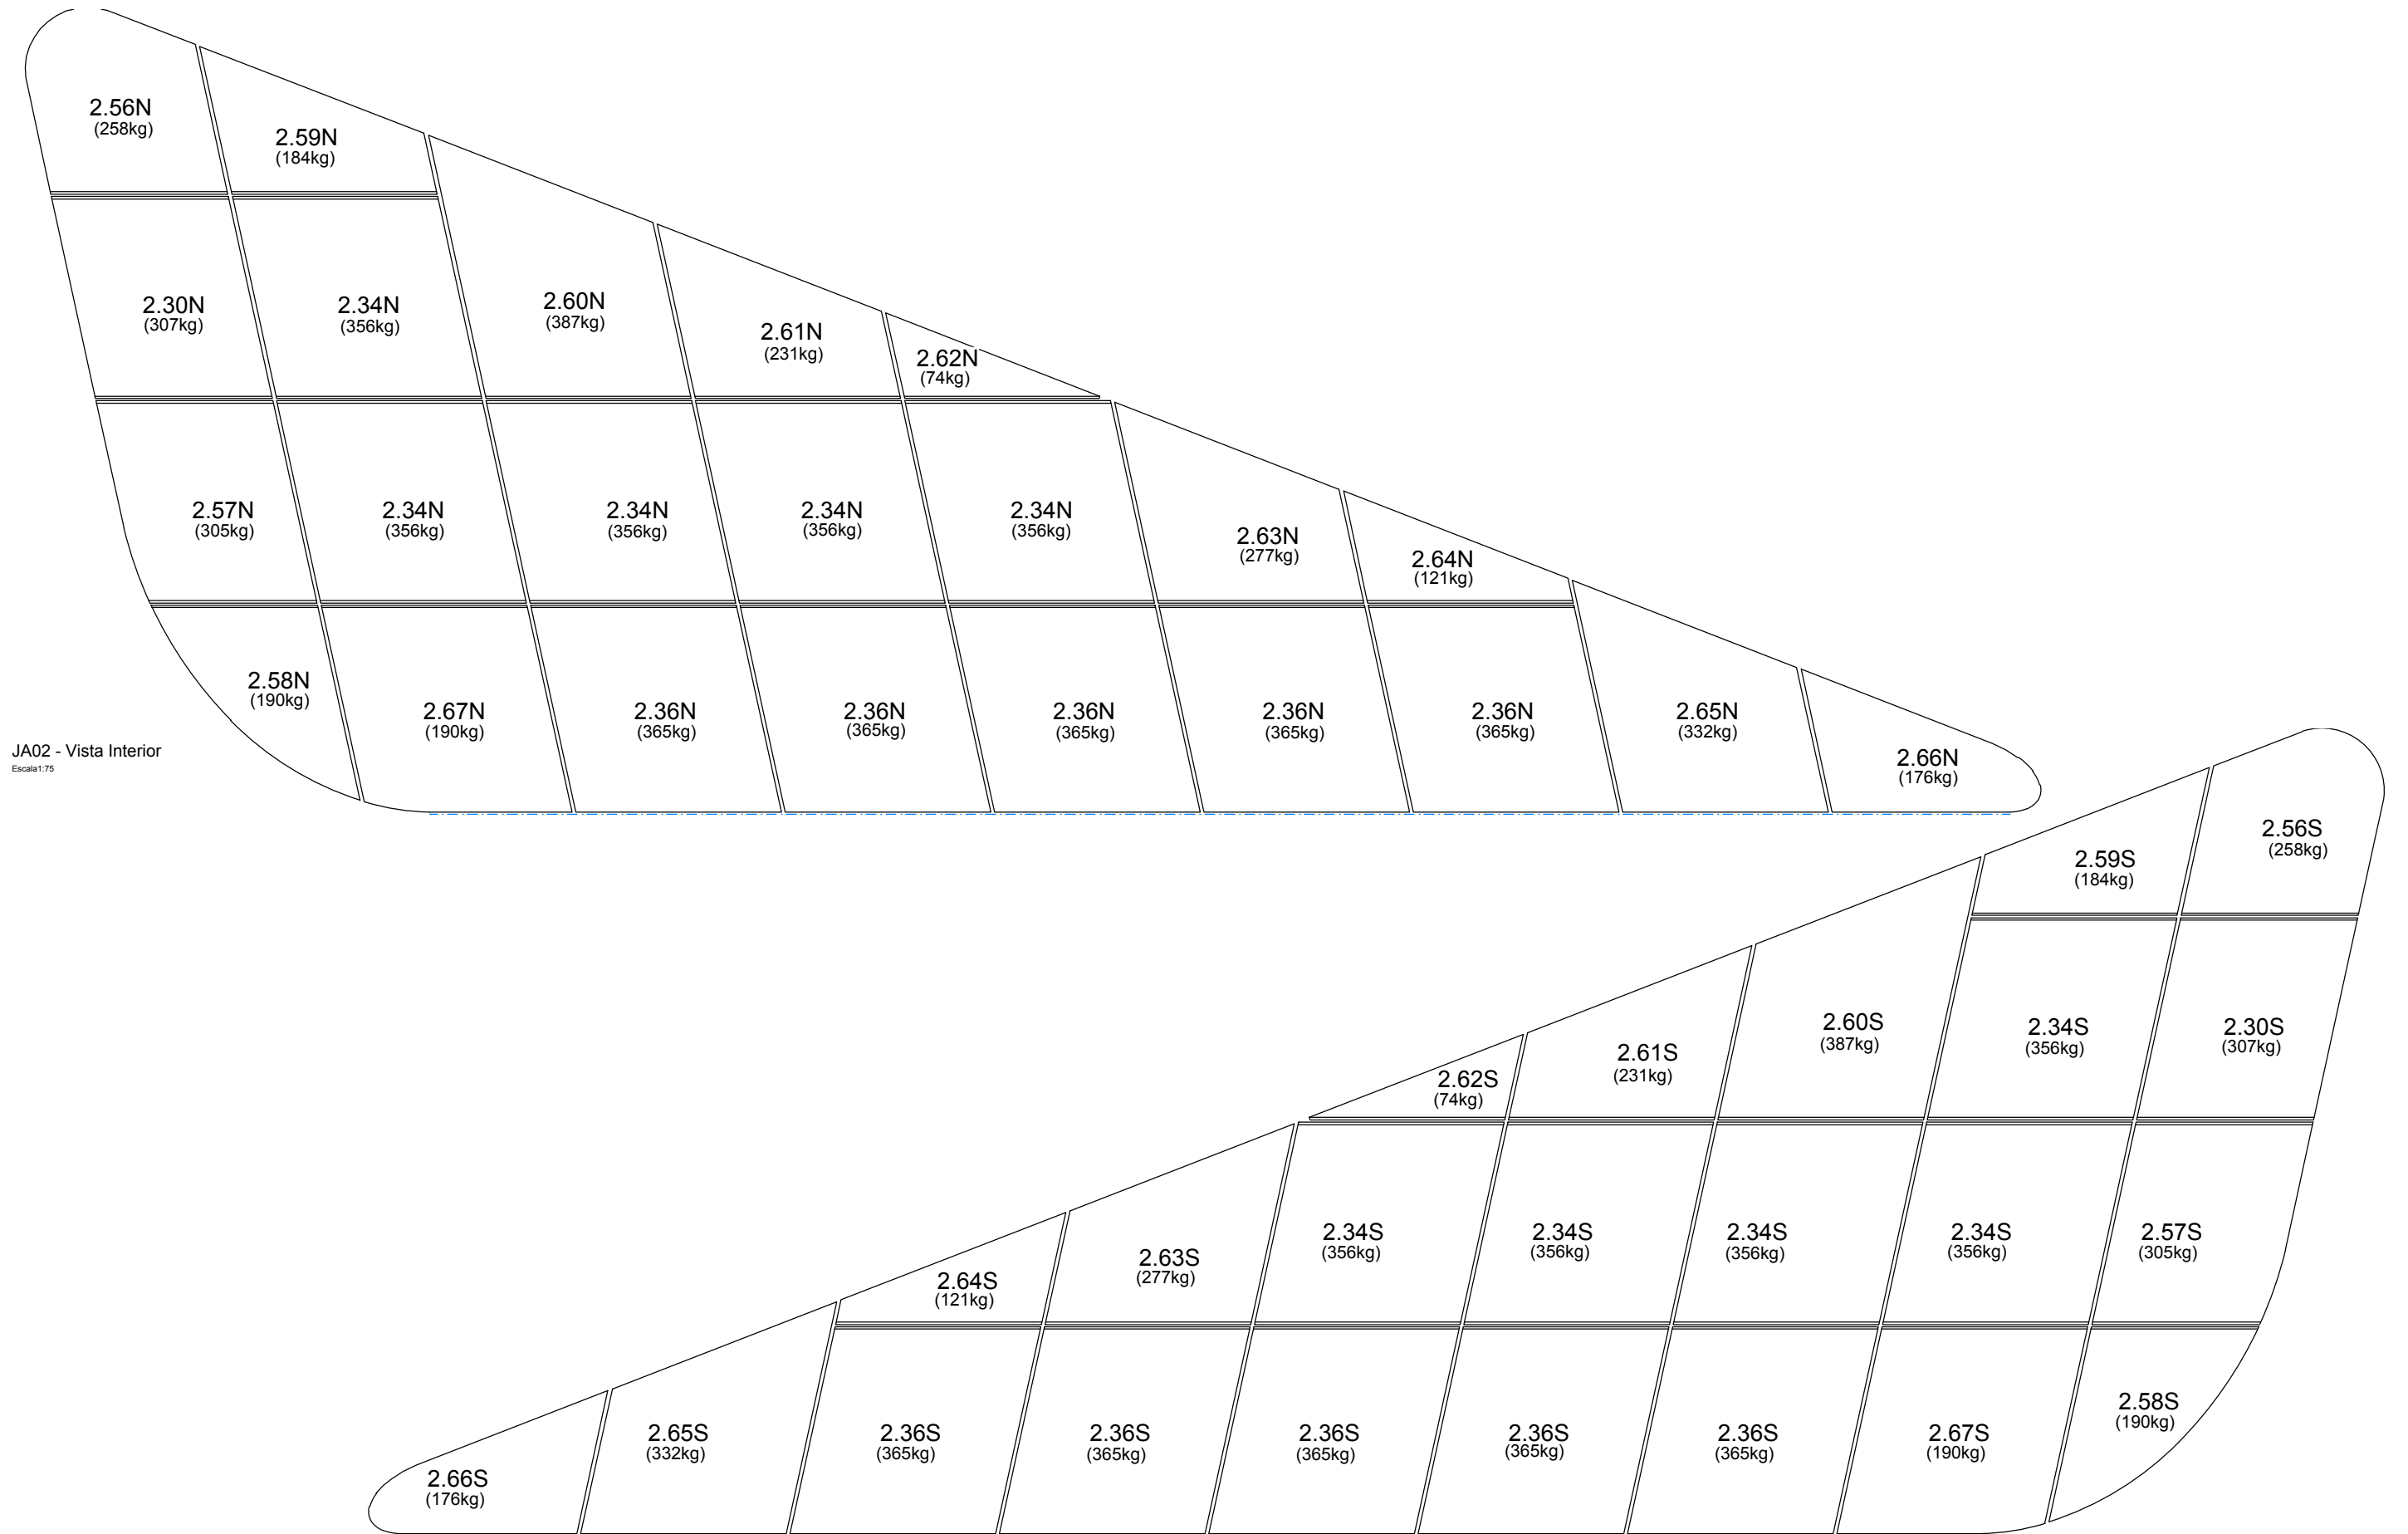 2.56N
(258kg)
2.59N
(184kg)
2.30N
(307kg)
2.34N
(356kg)
2.60N
(387kg)
2.61N
(231kg)
2.62N
(74kg)
2.57N
(305kg)
2.34N
(356kg)
2.34N
(356kg)
2.34N
(356kg)
2.34N
(356kg)
2.63N
(277kg)
2.64N
(121kg)
2.58N
(190kg)
2.67N
(190kg)
2.36N
(365kg)
2.36N
(365kg)
2.36N
(365kg)
2.36N
(365kg)
2.36N
(365kg)
2.65N
(332kg)
2.66N
(176kg)
JA02 - Vista Interior
Escala1:75
2.59S
(184kg)
2.56S
(258kg)
2.62S
(74kg)
2.61S
(231kg)
2.60S
(387kg)
2.34S
(356kg)
2.30S
(307kg)
2.64S
(121kg)
2.63S
(277kg)
2.34S
(356kg)
2.34S
(356kg)
2.34S
(356kg)
2.34S
(356kg)
2.57S
(305kg)
2.66S
(176kg)
2.65S
(332kg)
2.36S
(365kg)
2.36S
(365kg)
2.36S
(365kg)
2.36S
(365kg)
2.36S
(365kg)
2.67S
(190kg)
2.58S
(190kg)